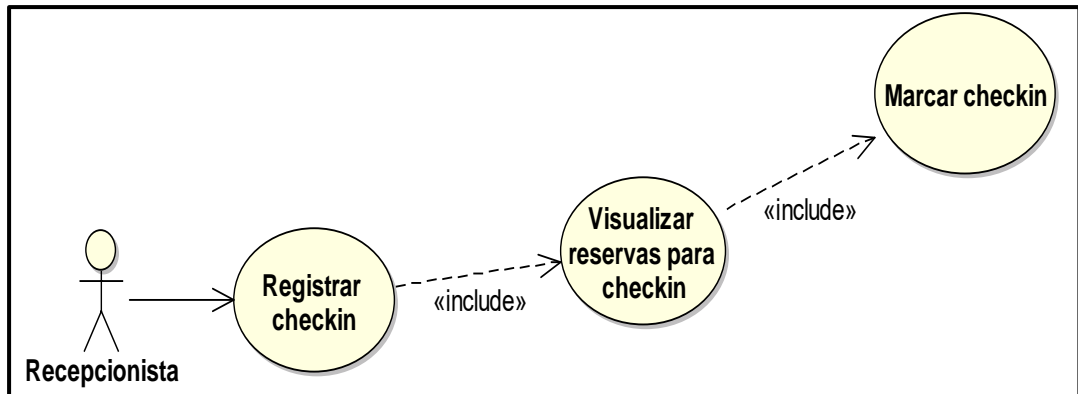 Marcar checkin
«include»
Visualizar
reservas para
checkin
«include»
Registrar
checkin
Recepcionista